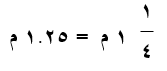 ١.٢٥ م = ١ ١/٤ م